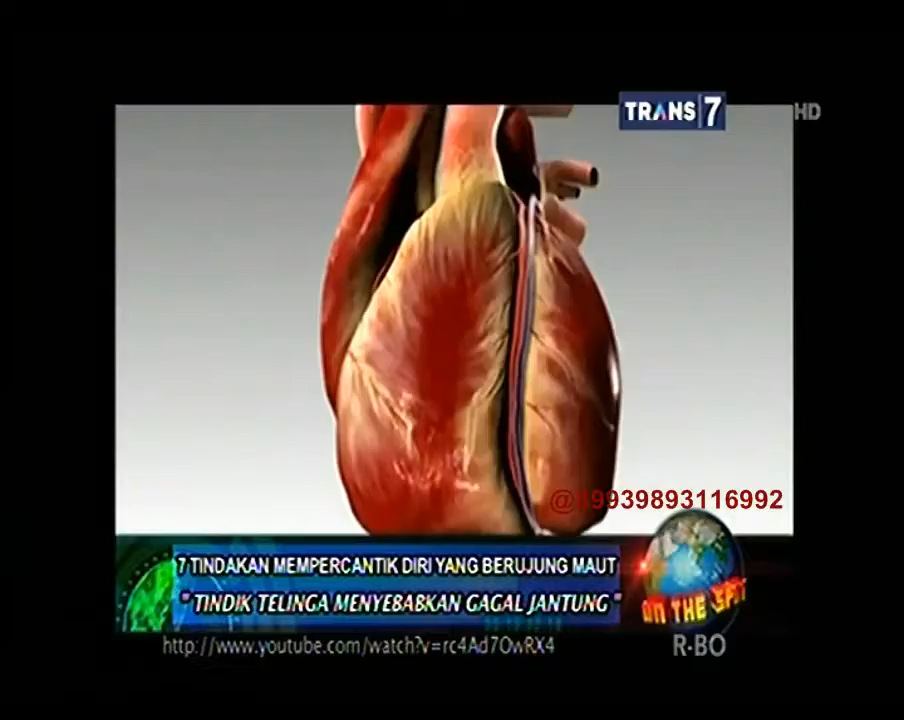 TRANS 7
HD
99939893116992
7 TINDAKAN MEMPERCANTIK DIRI YANG BERUJUNG MAUT
" TINDIK TELINGA MENYEBABKAN GAGAL JANTUNG "
ON THE SPOT
http://www.youtube.com/watch?v=rc4Ad7OwRX4
R-BO